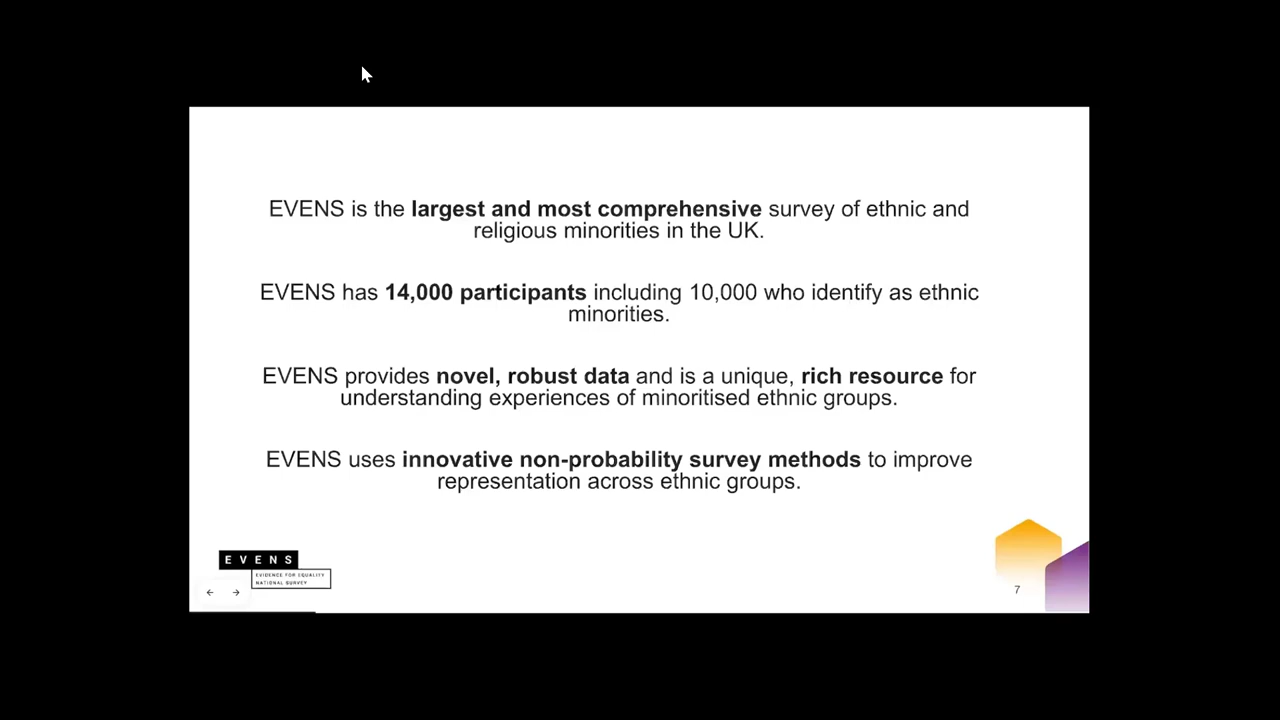 EVENS is the largest and most comprehensive survey of ethnic and
religious minorities in the UK.
EVENS has 14,000 participants including 10,000 who identify as ethnic
minorities.
EVENS provides novel, robust data and is a unique, rich resource for
understanding experiences of minoritised ethnic groups.
EVENS uses innovative non-probability survey methods to improve
representation across ethnic groups.
EVENS
EVIDENCE FOR EQUALITY
NATIONAL SURVEY
7